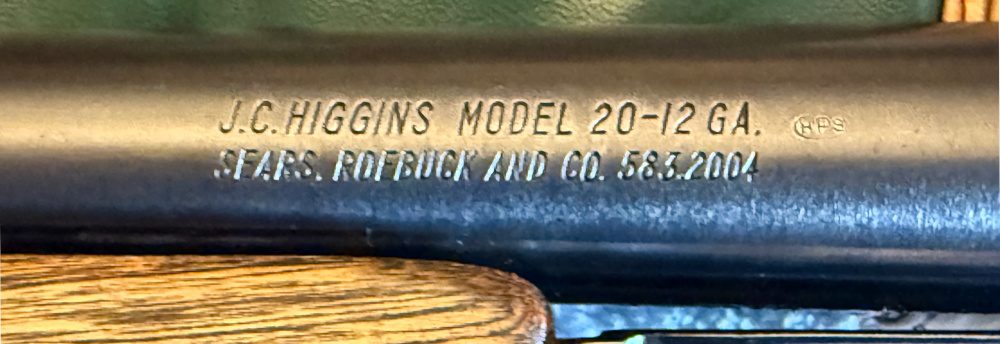 J.C. HIGGINS MODEL 20-12 GA. HPS
SEARS, ROEBUCK AND CO. 583.2004